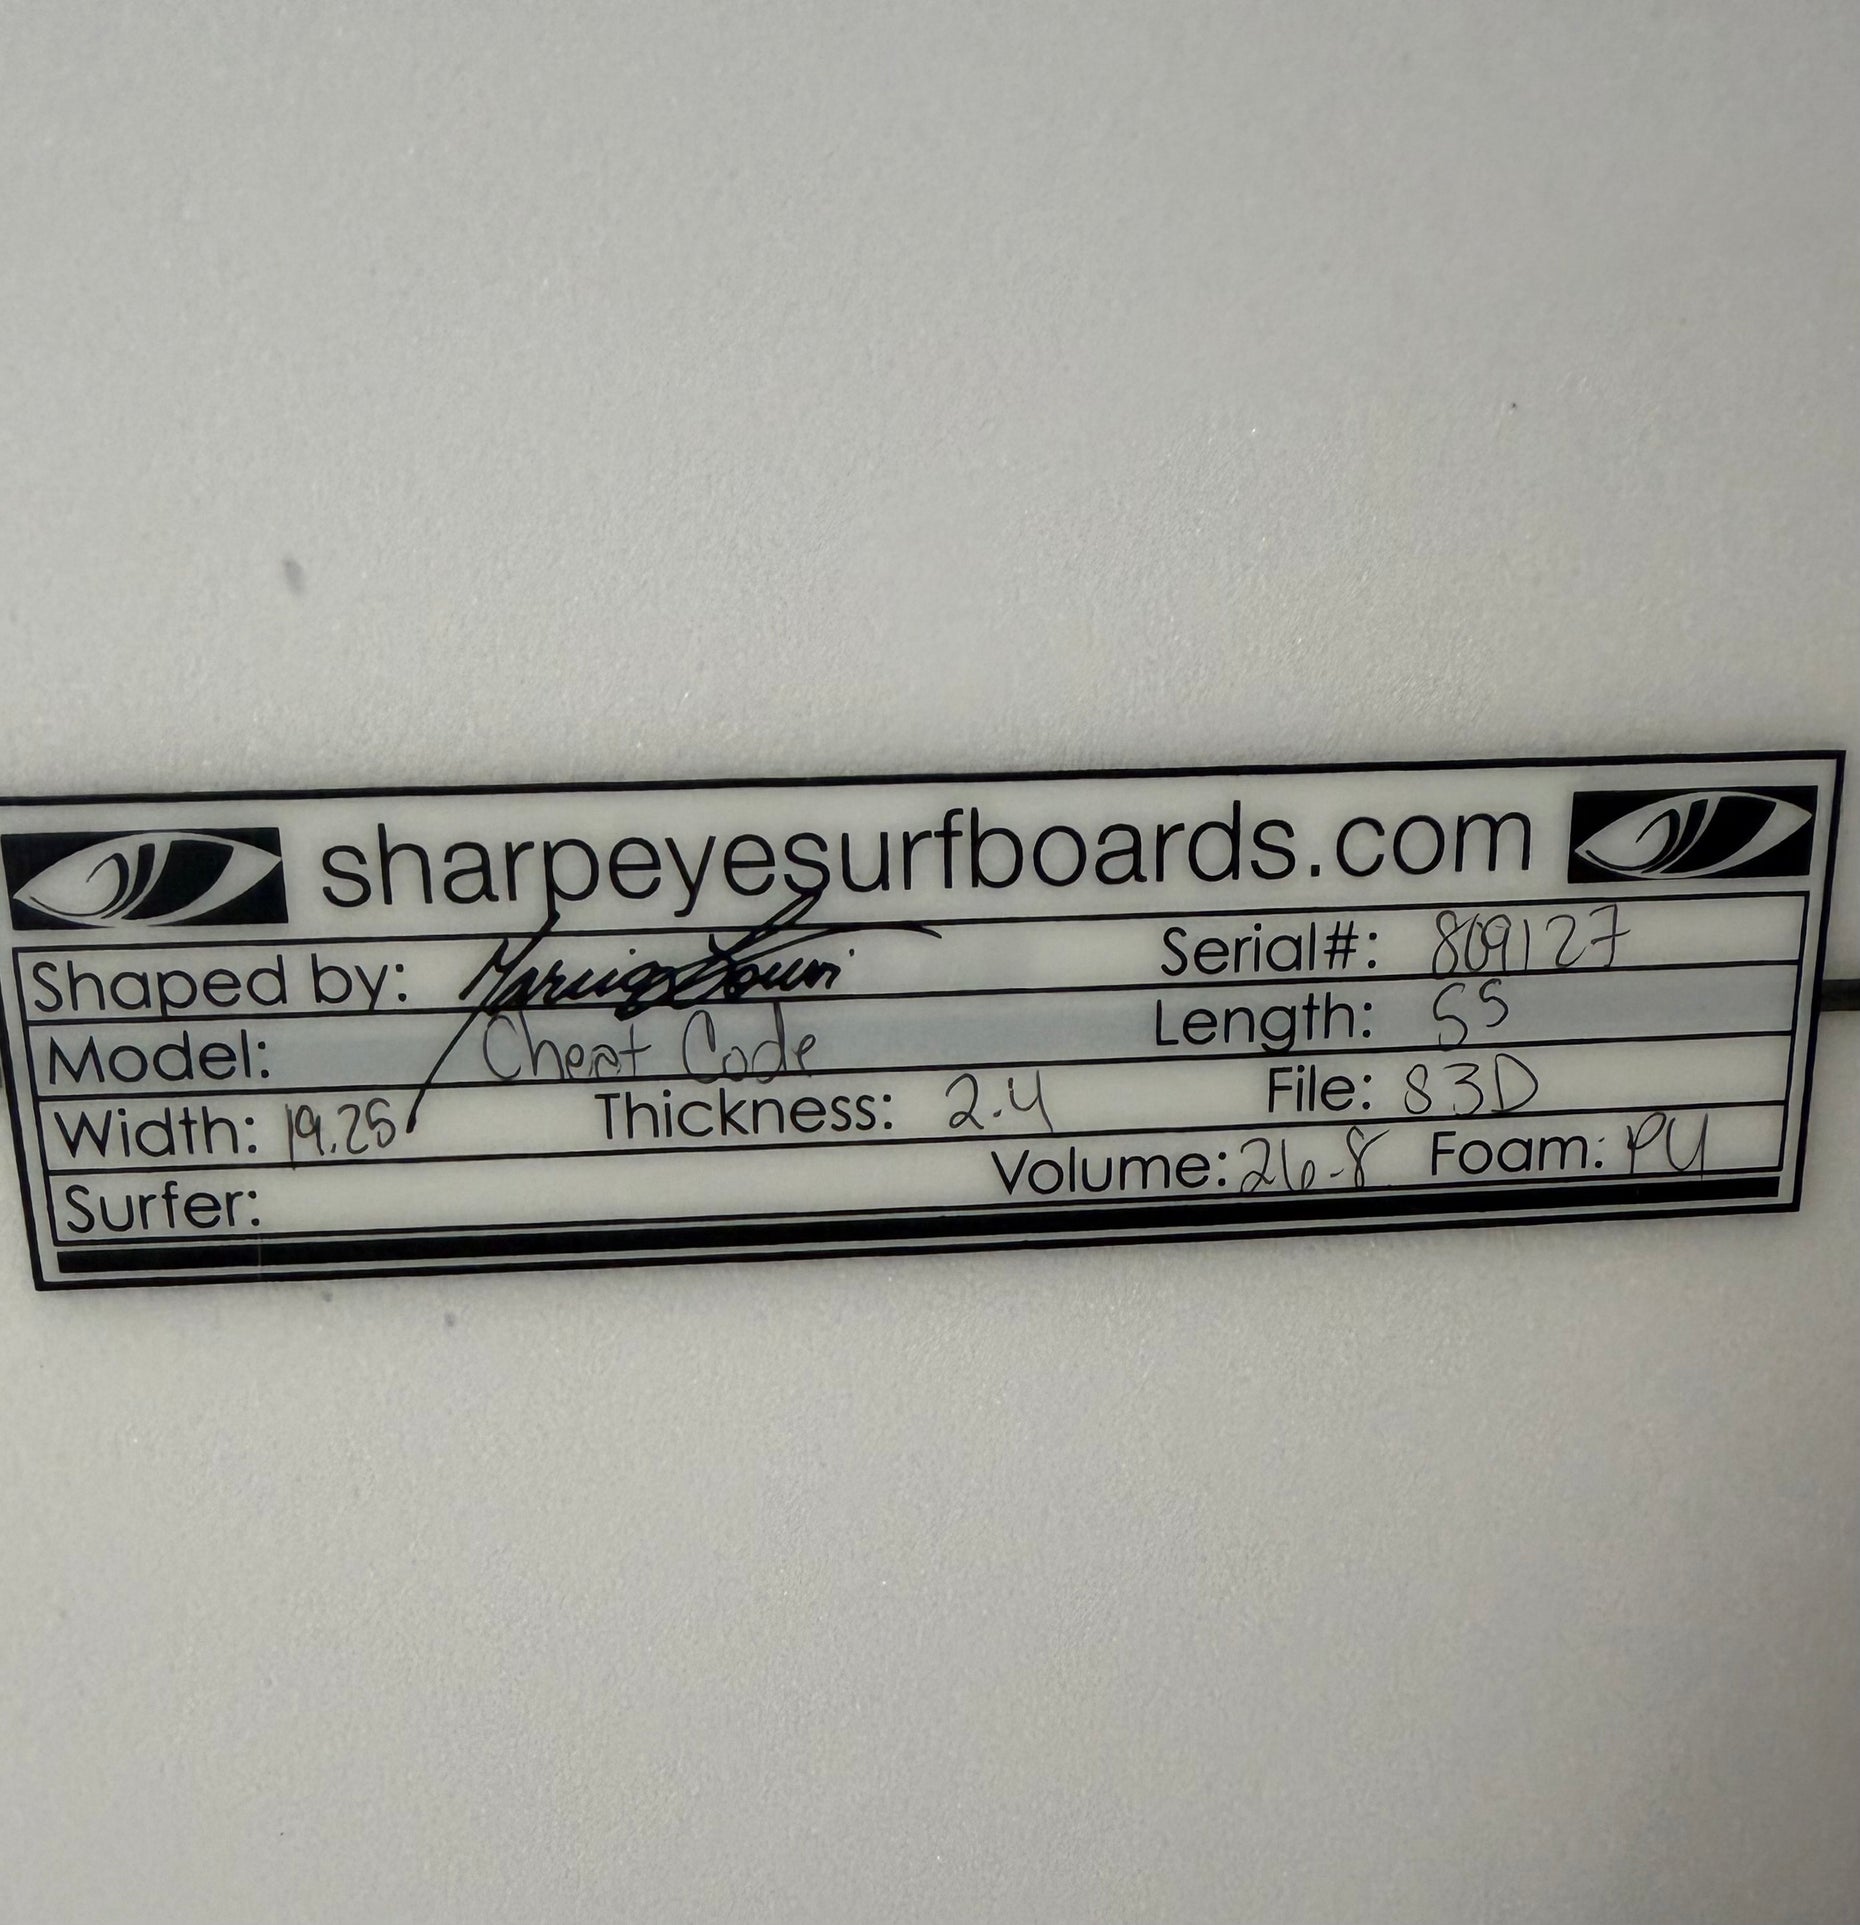 sharpeyesurfboards.com
Shaped by: Serial#: 809127
Model: Cheat Code Length: 55
Width: 19.25 Thickness: 2.4 File: 83D
Surfer: Volume: 26.8 Foam: PU